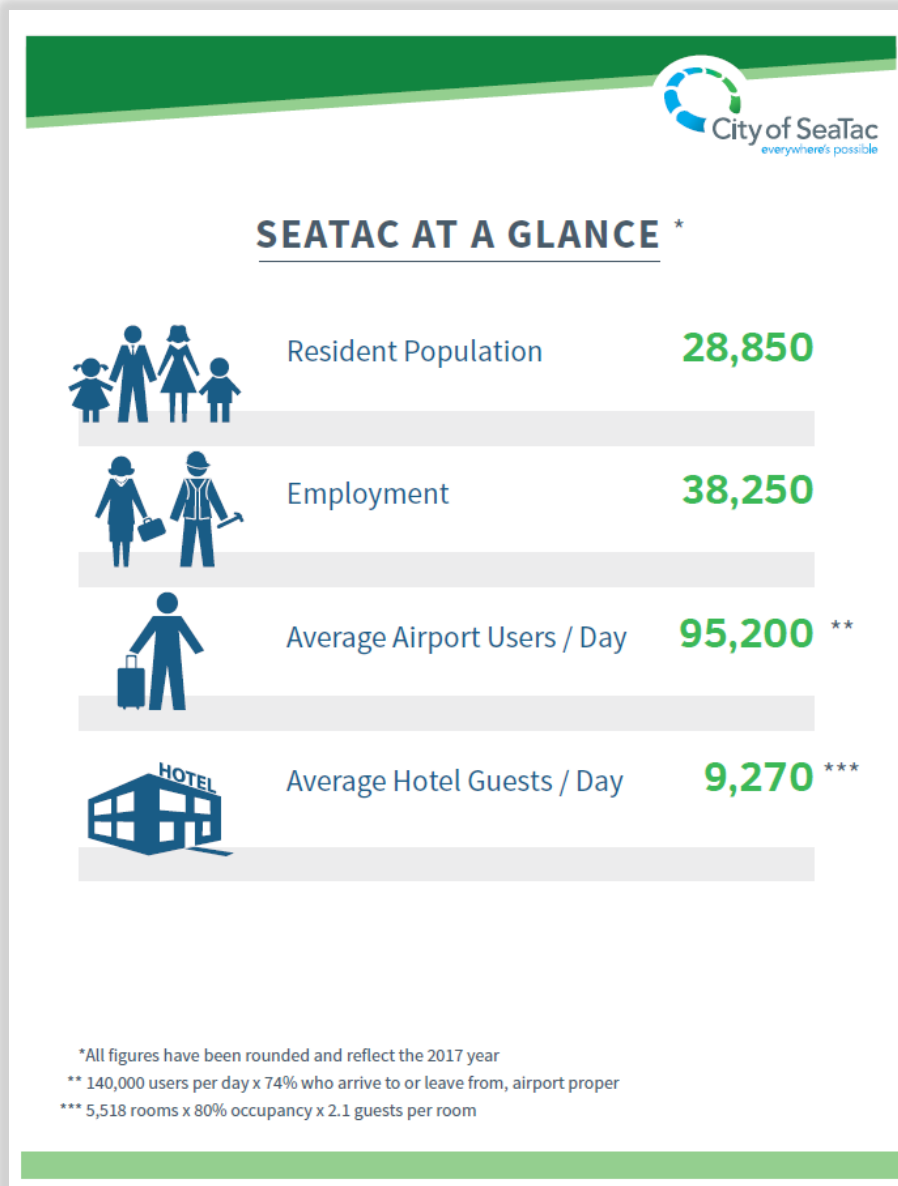 City of SeaTac
everywhere's possible
SEATAC AT A GLANCE *
Resident Population 28,850
Employment 38,250
Average Airport Users / Day 95,200 **
HOTEL
Average Hotel Guests / Day 9,270 ***
*All figures have been rounded and reflect the 2017 year
** 140,000 users per day x 74% who arrive to or leave from, airport proper
*** 5,518 rooms x 80% occupancy x 2.1 guests per room